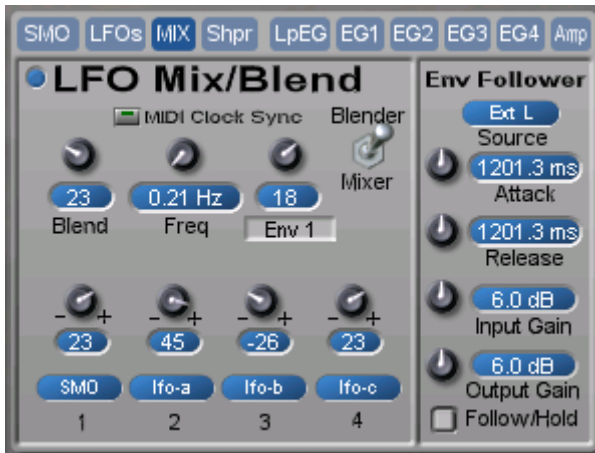 SMO LFOs MIX Shpr LpEG EG1 EG2 EG3 EG4 Amp
LFO Mix/Blend
MIDI Clock Sync Blender
Mixer
23 0.21 Hz 18
Blend Freq Env 1
- + - + - + - +
23 45 -26 23
SMO lfo-a lfo-b lfo-c
1 2 3 4
Env Follower
Ext L
Source
1201.3 ms
Attack
1201.3 ms
Release
6.0 dB
Input Gain
6.0 dB
Output Gain
Follow/Hold